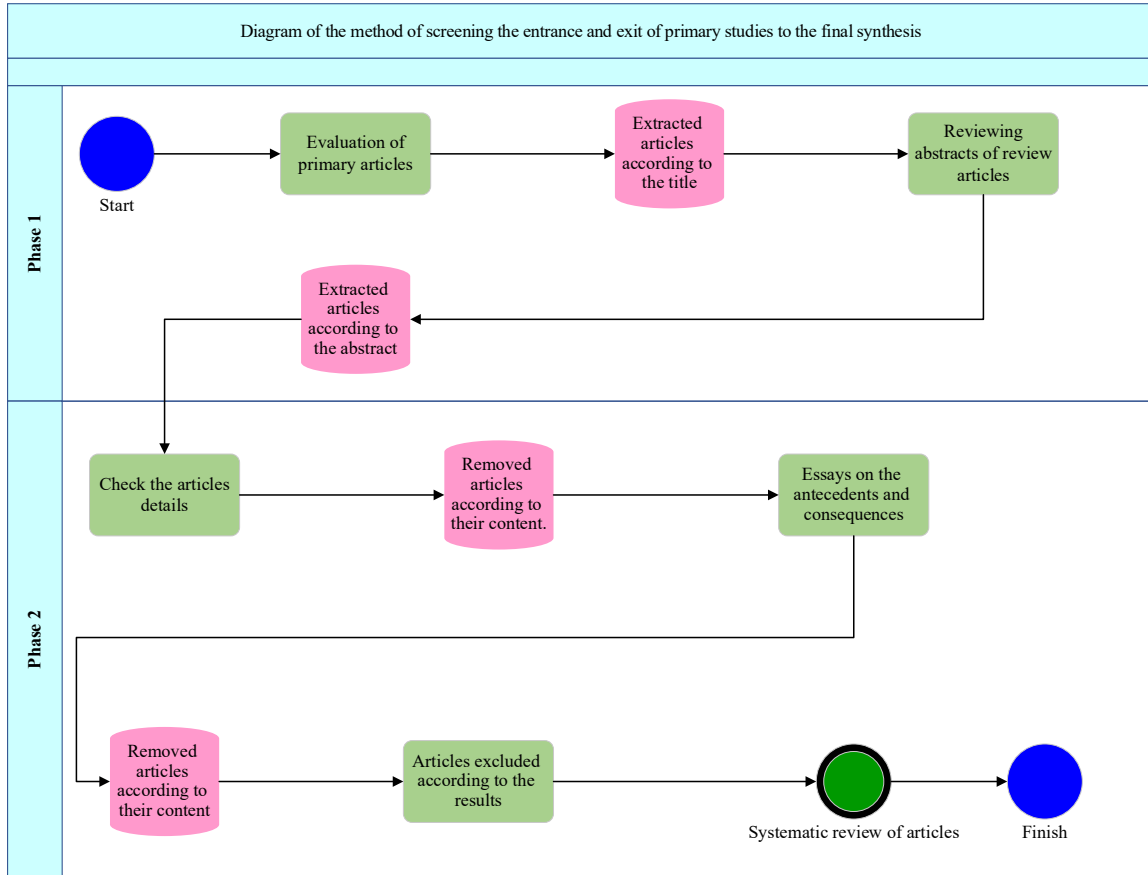 Diagram of the method of screening the entrance and exit of primary studies to the final synthesis
Phase 1
Start
Evaluation of
primary articles
Extracted
articles
according to
the title
Reviewing
abstracts of review
articles
Extracted
articles
according to
the abstract
Phase 2
Check the articles
details
Removed
articles
according to
their content.
Essays on the
antecedents and
consequences
Removed
articles
according to
their content
Articles excluded
according to the
results
Systematic review of articles
Finish